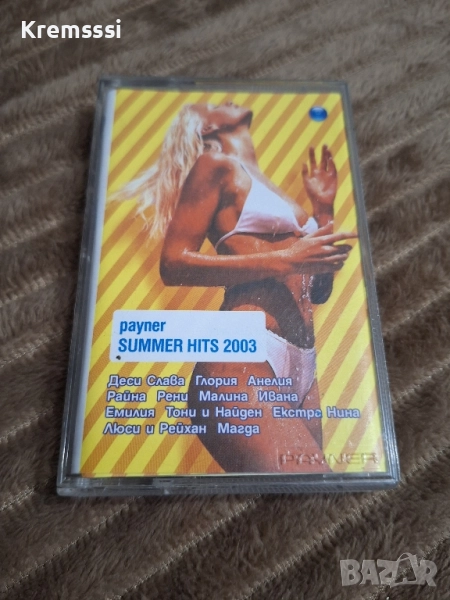 Kremsssi
payner
SUMMER HITS 2003
Деси Слава Глория Анелия
Райна Рени Малина Ивана
Емилия Тони и Найден Екстра Нина
Люси и Рейхан Магда
PAYNER
BAZAR